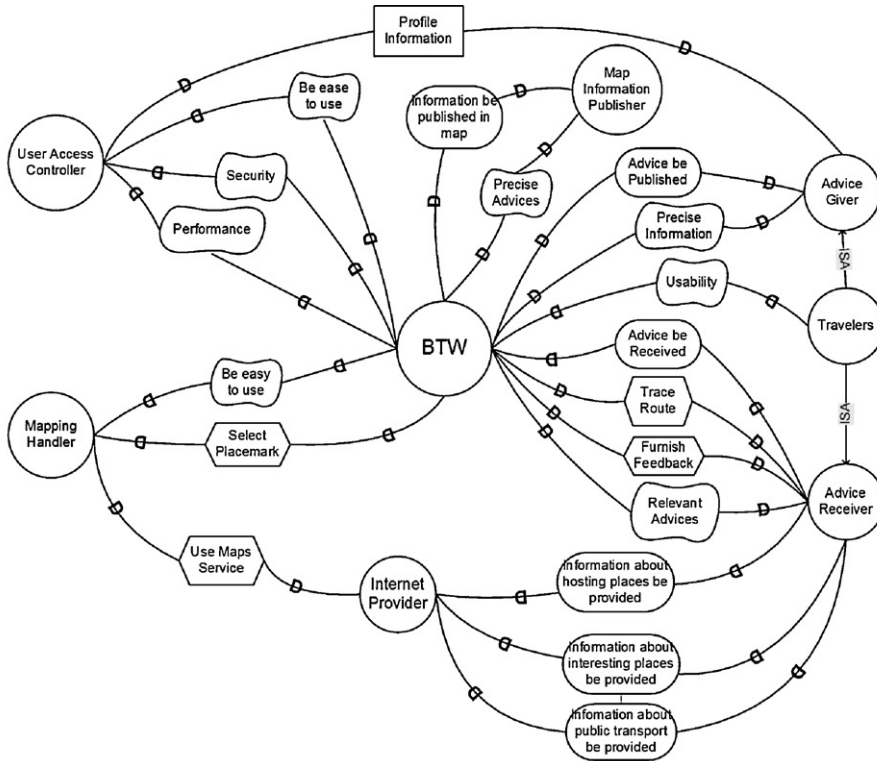 Profile
Information
Be ease
to use
Information be
published in
map
Map
Information
Publisher
User Access
Controller
Security
Precise
Advices
Advice be
Published
Advice
Giver
Performance
Precise
Information
ISA
Usability
Travelers
BTW
Advice be
Received
Be easy
to use
Trace
Route
ISA
Mapping
Handler
Select
Placemark
Furnish
Feedback
Relevant
Advices
Advice
Receiver
Use Maps
Service
Internet
Provider
Information about
hosting places be
provided
Information about
interesting places
be provided
Infomation about
public transport
be provided